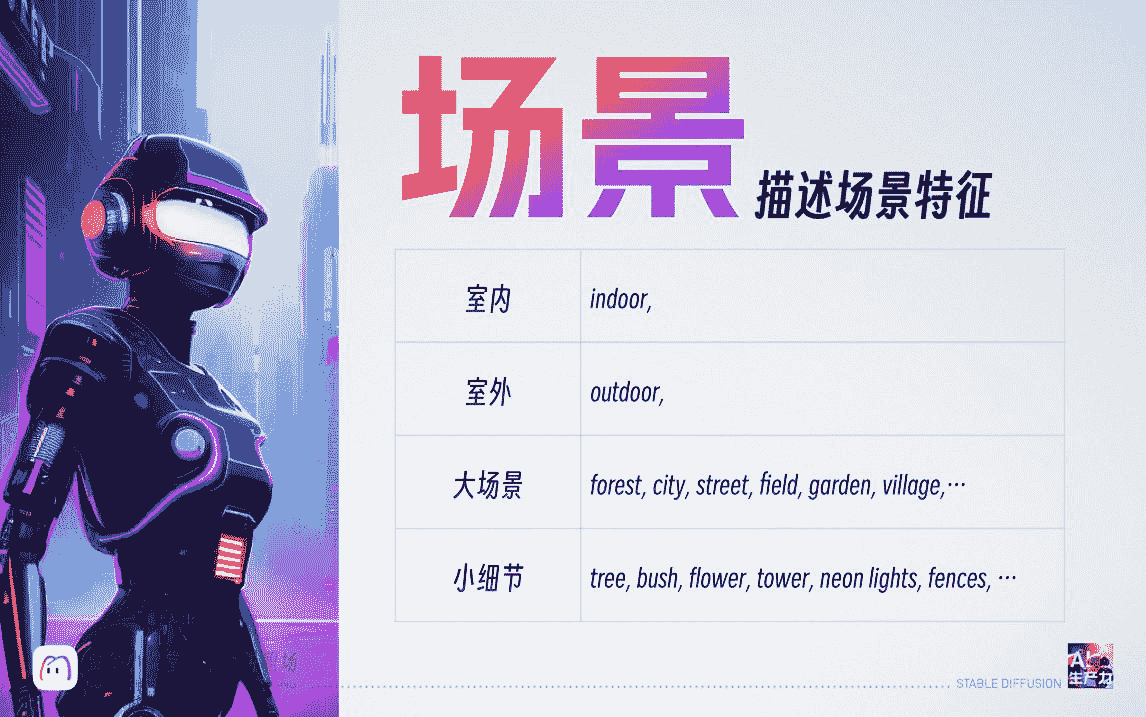 场景
描述场景特征
室内 indoor,
室外 outdoor,
大场景 forest, city, street, field, garden, village,…
小细节 tree, bush, flower, tower, neon lights, fences, …
STABLE DIFFUSION
AI
生产力